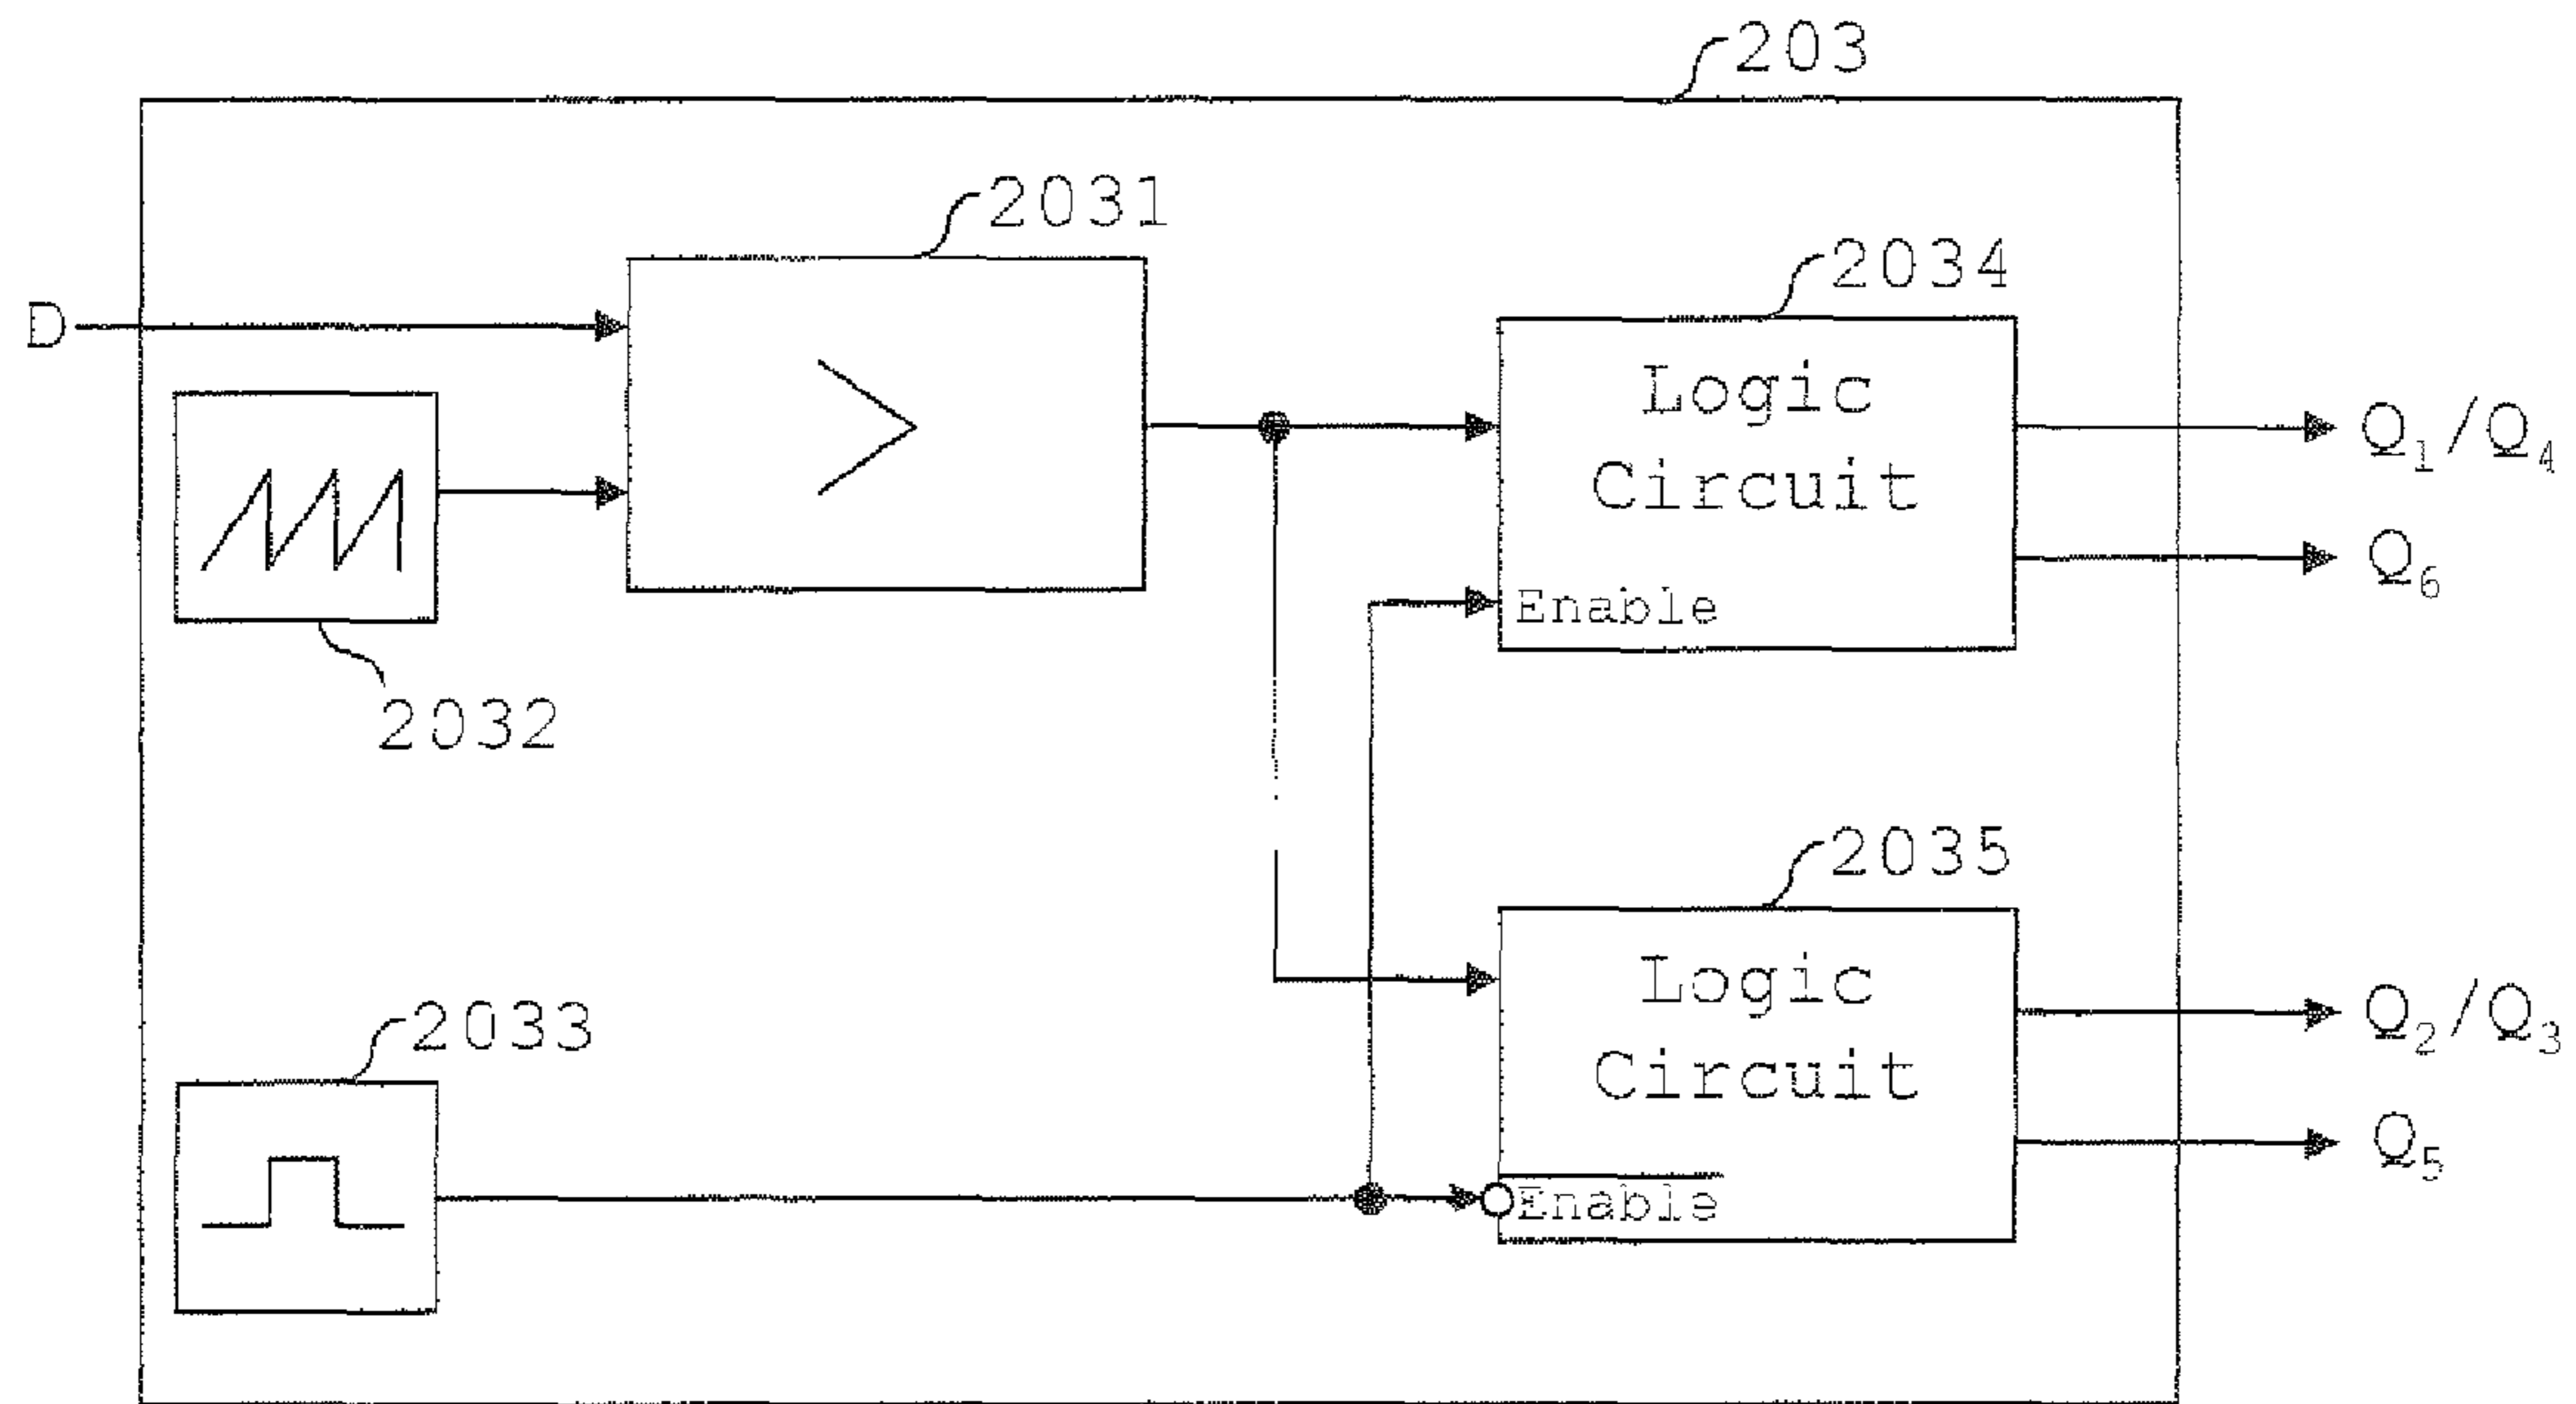 203
2031
D
2032
2034
Logic
Circuit
Enable
Q₁/Q₄
Q₆
2035
Logic
Circuit
Enable
Q₂/Q₃
Q₅
2033